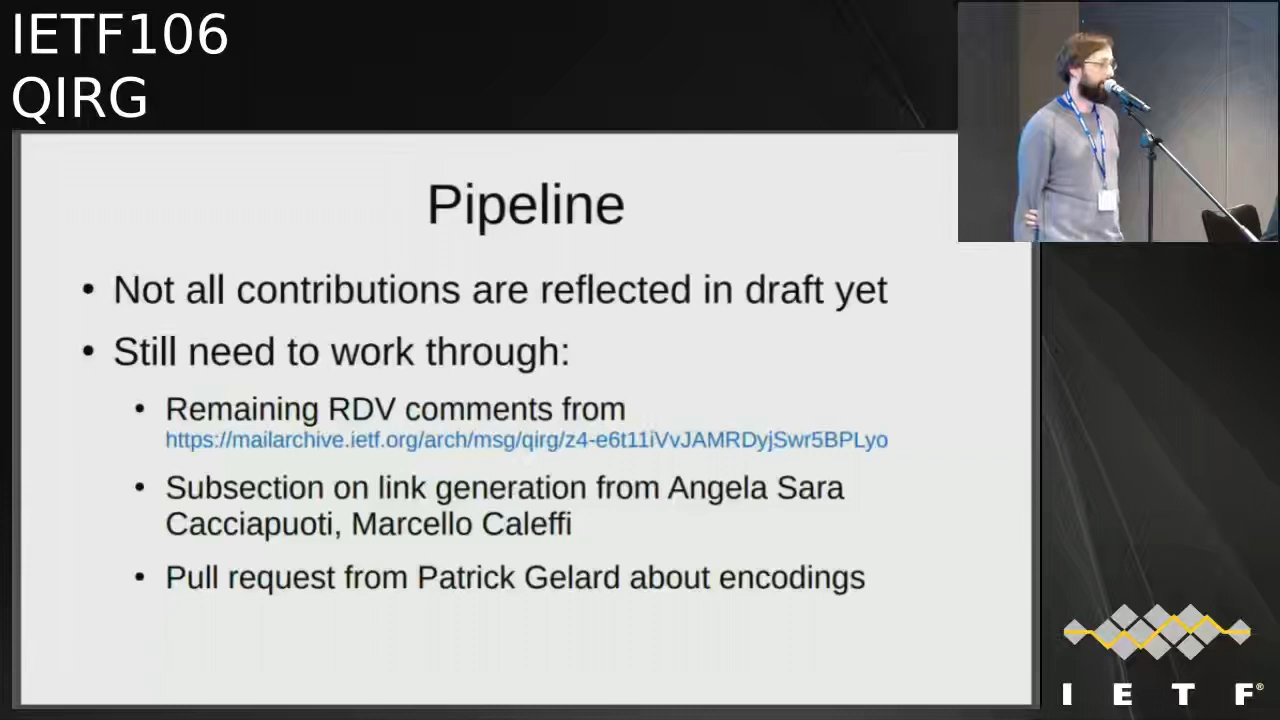 IETF106
QIRG
Pipeline
• Not all contributions are reflected in draft yet
• Still need to work through:
• Remaining RDV comments from
https://mailarchive.ietf.org/arch/msg/qirg/z4-e6t11iVvJAMRDyjSwr5BPLyo
• Subsection on link generation from Angela Sara
Cacciapuoti, Marcello Caleffi
• Pull request from Patrick Gelard about encodings
I E T F®